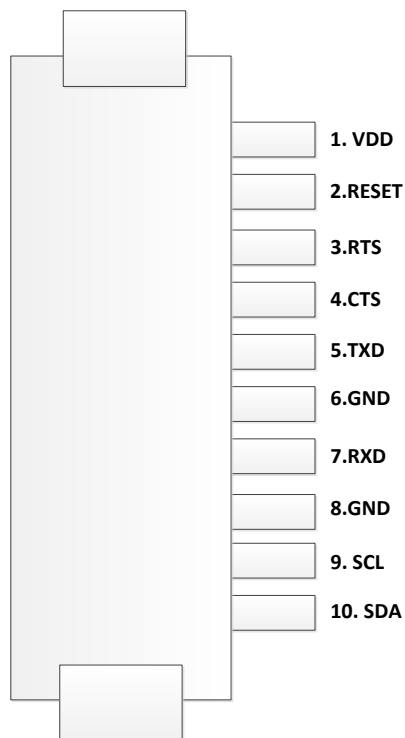 1. VDD
2.RESET
3.RTS
4.CTS
5.TXD
6.GND
7.RXD
8.GND
9. SCL
10. SDA